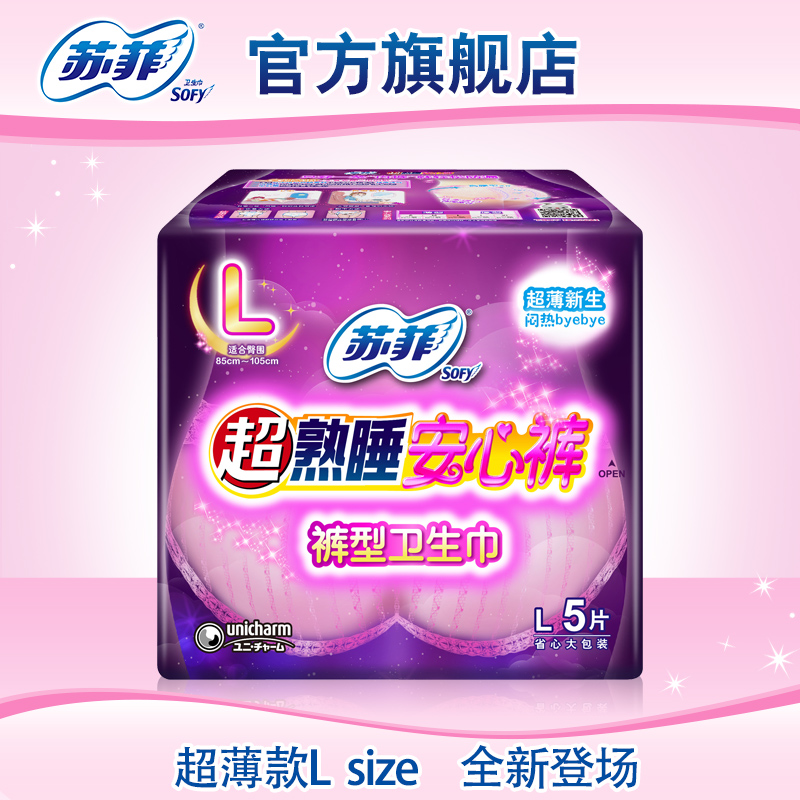 苏菲
卫生巾
SOFY
官方旗舰店
L
适合臀围
85cm~105cm
超薄新生
闷热byebye
苏菲
SOFY
超熟睡安心裤
OPEN
裤型卫生巾
unicharm
ユニ・チャーム
L 5片
省心大包装
超薄款L size 全新登场